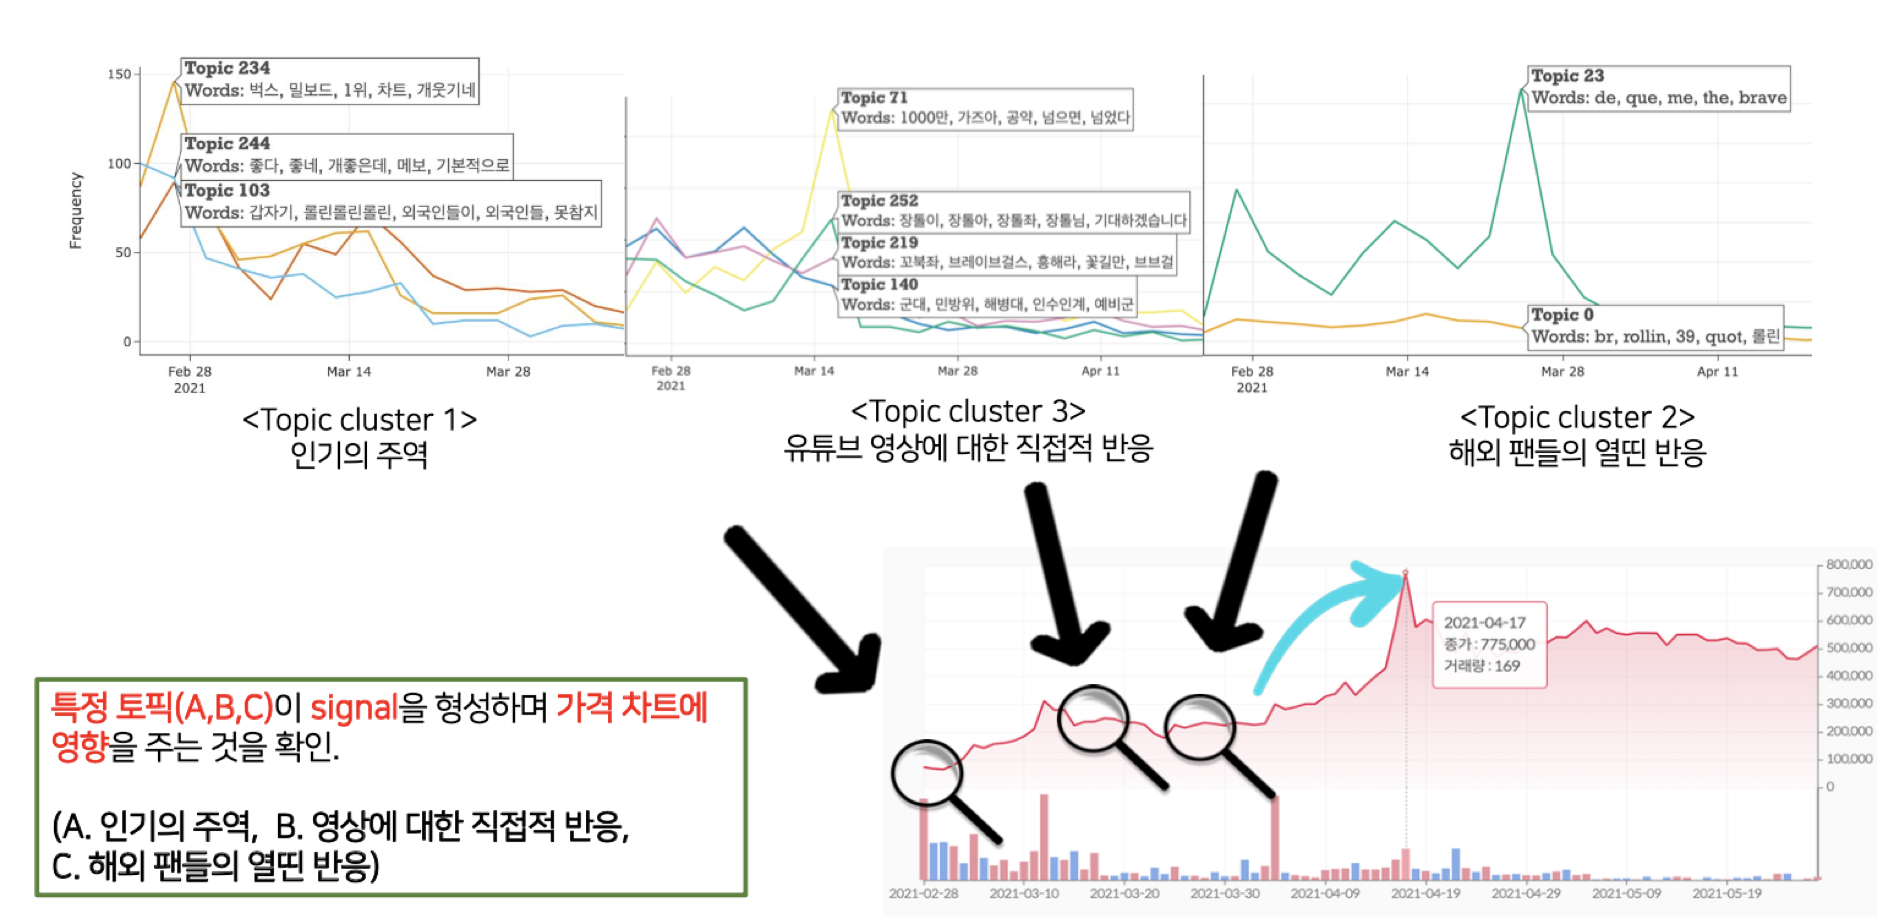 Frequency
150
100
50
0
Topic 234
Words: 벅스, 밀보드, 1위, 차트, 개웃기네
Topic 244
Words: 좋다, 좋네, 개좋은데, 메보, 기본적으로
Topic 103
Words: 갑자기, 롤린롤린롤린, 외국인들이, 외국인들, 못참지
Feb 28
2021
Mar 14
Mar 28
<Topic cluster 1>
인기의 주역
Topic 71
Words: 1000만, 가즈아, 공약, 넘으면, 넘었다
Topic 252
Words: 장톨이, 장톨아, 장톨좌, 장톨님, 기대하겠습니다
Topic 219
Words: 꼬북좌, 브레이브걸스, 흥해라, 꽃길만, 브브걸
Topic 140
Words: 군대, 민방위, 해병대, 인수인계, 예비군
Feb 28
2021
Mar 14
Mar 28
Apr 11
<Topic cluster 3>
유튜브 영상에 대한 직접적 반응
Topic 23
Words: de, que, me, the, brave
Topic 0
Words: br, rollin, 39, quot, 롤린
Feb 28
2021
Mar 14
Mar 28
Apr 11
<Topic cluster 2>
해외 팬들의 열띤 반응
특정 토픽(A,B,C)이 signal을 형성하며 가격 차트에
영향을 주는 것을 확인.
(A. 인기의 주역, B. 영상에 대한 직접적 반응,
C. 해외 팬들의 열띤 반응)
800,000
700,000
600,000
500,000
400,000
300,000
200,000
100,000
0
2021-04-17
종가 : 775,000
거래량 : 169
2021-02-28
2021-03-10
2021-03-20
2021-03-30
2021-04-09
2021-04-19
2021-04-29
2021-05-09
2021-05-19